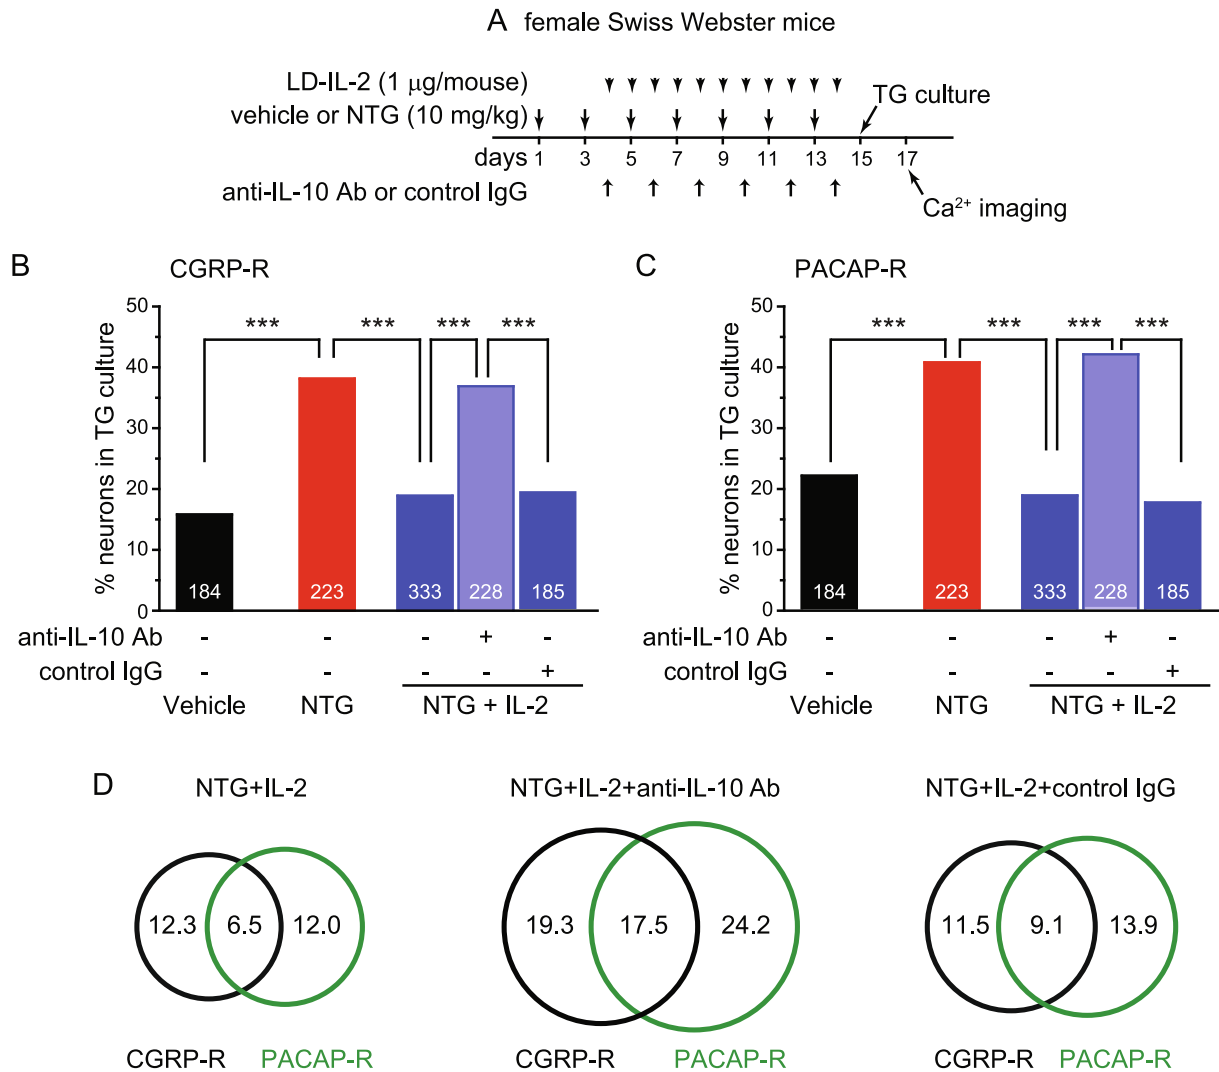 A female Swiss Webster mice
LD-IL-2 (1 μg/mouse)
vehicle or NTG (10 mg/kg)
TG culture
days 1 3 5 7 9 11 13 15 17
anti-IL-10 Ab or control IgG
Ca²⁺ imaging
B CGRP-R
% neurons in TG culture
50
40
30
20
10
0
*** *** *** ***
184 223 333 228 185
anti-IL-10 Ab - - - + -
control IgG - - - - +
Vehicle NTG NTG + IL-2
C PACAP-R
% neurons in TG culture
50
40
30
20
10
0
*** *** *** ***
184 223 333 228 185
anti-IL-10 Ab - - - + -
control IgG - - - - +
Vehicle NTG NTG + IL-2
D
NTG+IL-2
12.3 6.5 12.0
CGRP-R PACAP-R
NTG+IL-2+anti-IL-10 Ab
19.3 17.5 24.2
CGRP-R PACAP-R
NTG+IL-2+control IgG
11.5 9.1 13.9
CGRP-R PACAP-R